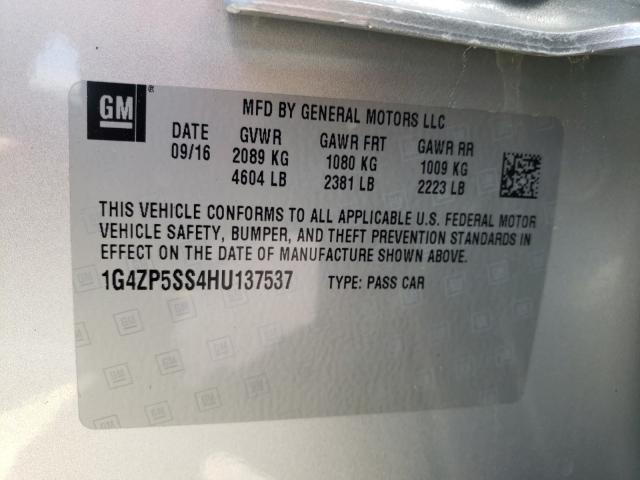 GM ®
MFD BY GENERAL MOTORS LLC
DATE GVWR GAWR FRT GAWR RR
09/16 2089 KG 1080 KG 1009 KG
4604 LB 2381 LB 2223 LB
THIS VEHICLE CONFORMS TO ALL APPLICABLE U.S. FEDERAL MOTOR
VEHICLE SAFETY, BUMPER, AND THEFT PREVENTION STANDARDS IN
EFFECT ON THE DATE OF MANUFACTURE SHOWN ABOVE.
1G4ZP5SS4HU137537 TYPE: PASS CAR